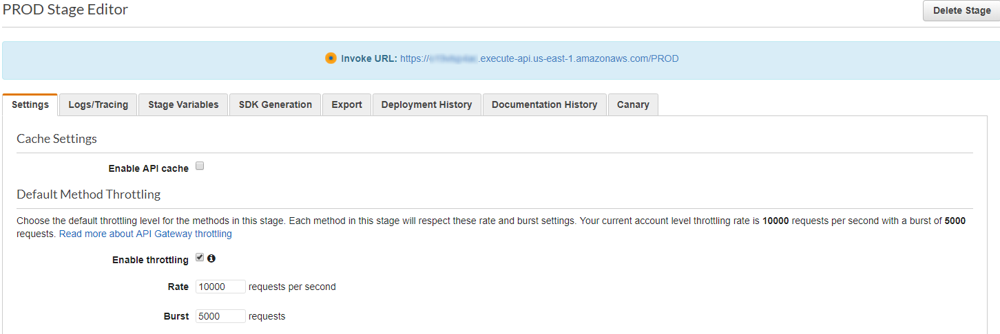 PROD Stage Editor
Delete Stage
Invoke URL: https:// .execute-api.us-east-1.amazonaws.com/PROD
Settings Logs/Tracing Stage Variables SDK Generation Export Deployment History Documentation History Canary
Cache Settings
Enable API cache
Default Method Throttling
Choose the default throttling level for the methods in this stage. Each method in this stage will respect these rate and burst settings. Your current account level throttling rate is 10000 requests per second with a burst of 5000
requests. Read more about API Gateway throttling
Enable throttling
Rate 10000 requests per second
Burst 5000 requests